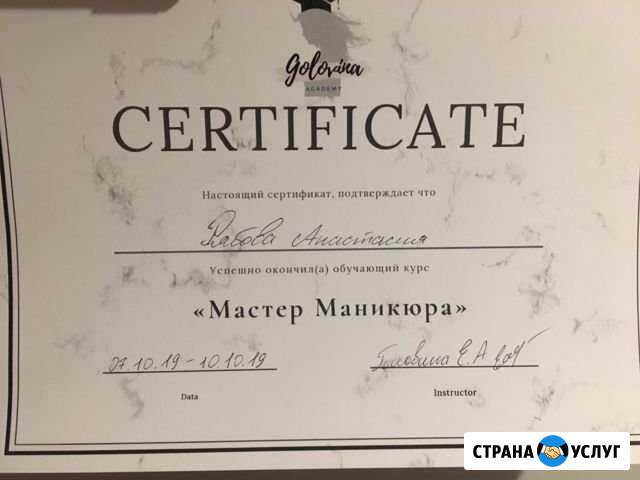 Golovina
ACADEMY
CERTIFICATE
Настоящий сертификат, подтверждает что
Рябова Анастасия
Успешно окончил(а) обучающий курс
«Мастер Маникюра»
07.10.19 - 10.10.19
Головина Е.А
Data
Instructor
СТРАНА УСЛУГ